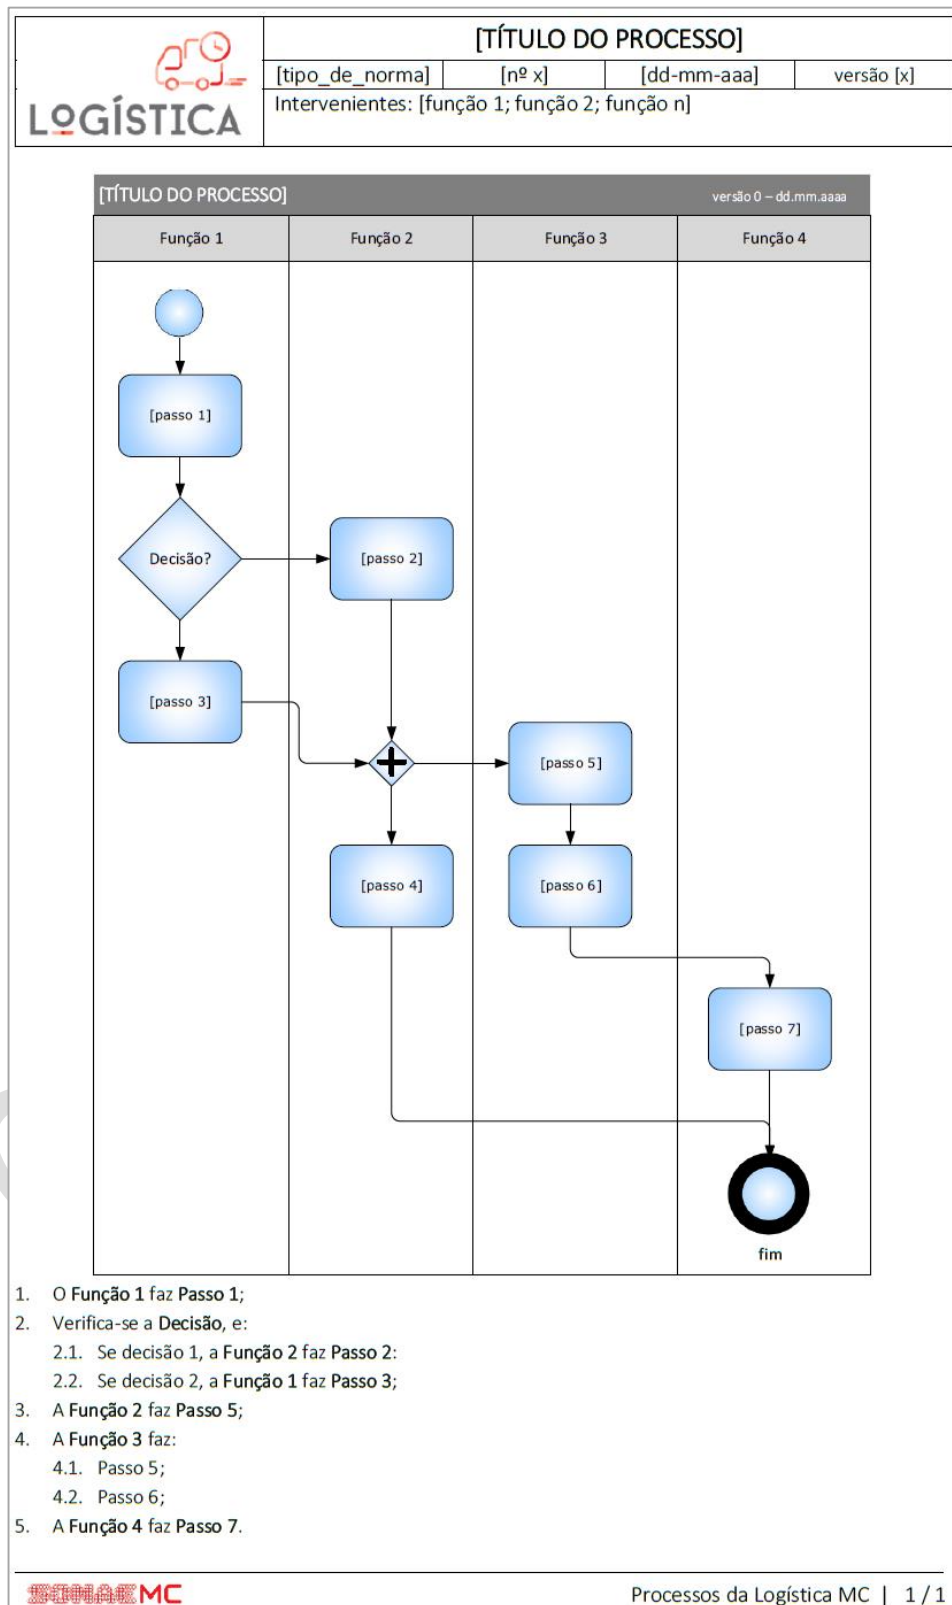 LOGÍSTICA
[TÍTULO DO PROCESSO]
[tipo_de_norma] [nº x] [dd-mm-aaa] versão [x]
Intervenientes: [função 1; função 2; função n]
[TÍTULO DO PROCESSO] versão 0 – dd.mm.aaaa
Função 1 Função 2 Função 3 Função 4
[passo 1]
Decisão? [passo 2]
[passo 3]
[passo 5]
[passo 4] [passo 6]
[passo 7]
fim
1. O Função 1 faz Passo 1;
2. Verifica-se a Decisão, e:
2.1. Se decisão 1, a Função 2 faz Passo 2:
2.2. Se decisão 2, a Função 1 faz Passo 3;
3. A Função 2 faz Passo 5;
4. A Função 3 faz:
4.1. Passo 5;
4.2. Passo 6;
5. A Função 4 faz Passo 7.
SONAE MC Processos da Logística MC | 1 / 1